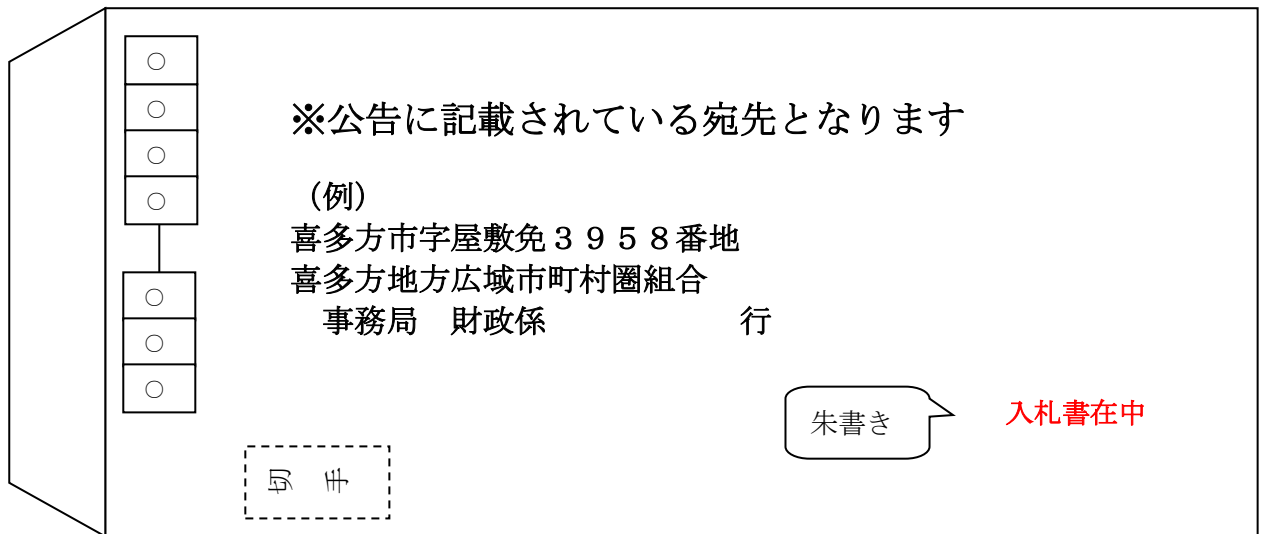 〇
〇
〇
〇
〇
〇
〇
※公告に記載されている宛先となります
（例）
喜多方市字屋敷免３９５８番地
喜多方地方広域市町村圏組合
　事務局　財政係　　　　　　行
朱書き
入札書在中
切　手